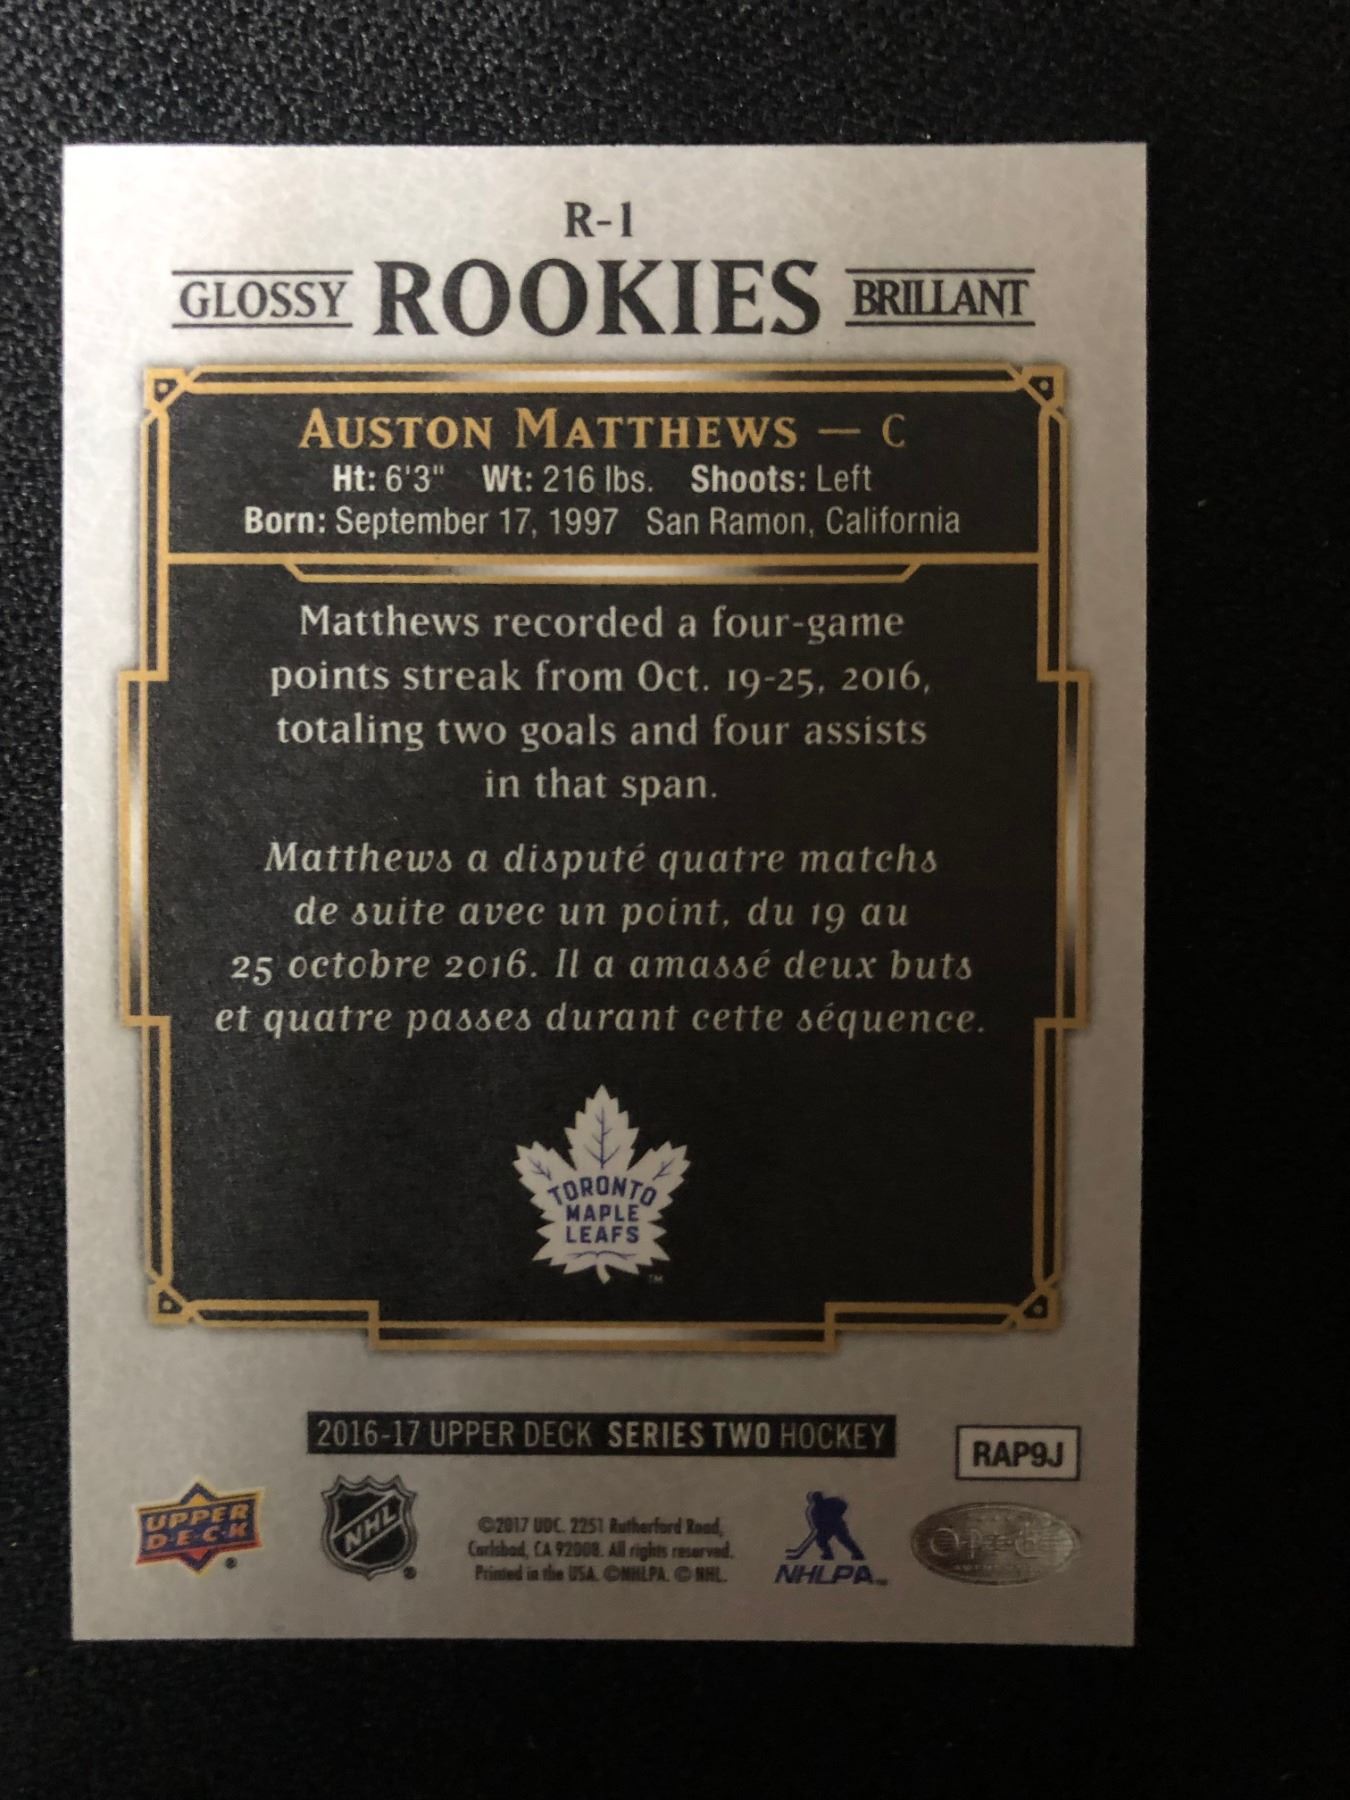 R-1
GLOSSY ROOKIES BRILLANT
AUSTON MATTHEWS — C
Ht: 6'3" Wt: 216 lbs. Shoots: Left
Born: September 17, 1997 San Ramon, California
Matthews recorded a four-game
points streak from Oct. 19-25, 2016,
totaling two goals and four assists
in that span.
Matthews a disputé quatre matchs
de suite avec un point, du 19 au
25 octobre 2016. Il a amassé deux buts
et quatre passes durant cette séquence.
TORONTO
MAPLE
LEAFS
™
2016-17 UPPER DECK SERIES TWO HOCKEY
RAP9J
UPPER
D·E·C·K
®
NHL
®
©2017 UDC. 2251 Rutherford Road,
Carlsbad, CA 92008. All rights reserved.
Printed in the USA. ©NHLPA. © NHL.
NHLPA™
O-Pee-Chee